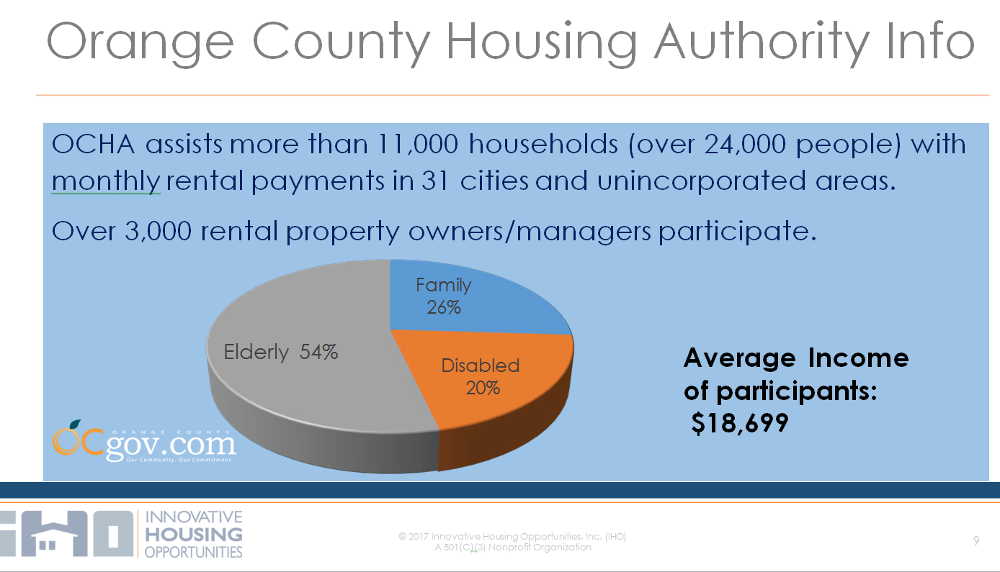 Orange County Housing Authority Info
OCHA assists more than 11,000 households (over 24,000 people) with
monthly rental payments in 31 cities and unincorporated areas.
Over 3,000 rental property owners/managers participate.
Family
26%
Elderly 54%
Disabled
20%
Average Income
of participants:
$18,699
ORANGE COUNTY
OCgov.com
Our Community. Our Commitment.
iHO
INNOVATIVE
HOUSING
OPPORTUNITIES
© 2017 Innovative Housing Opportunities, Inc. (IHO)
A 501(C)(3) Nonprofit Organization
9